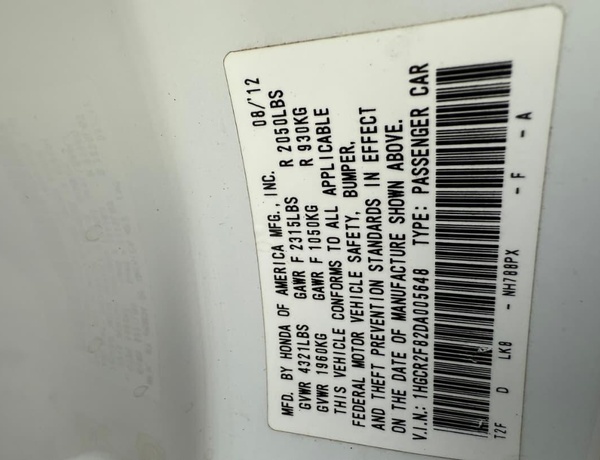 MFD. BY HONDA OF AMERICA MFG., INC. 08/'12
GVWR 4321LBS GAWR F 2315LBS R 2050LBS
GVWR 1960KG GAWR F 1050KG R 930KG
THIS VEHICLE CONFORMS TO ALL APPLICABLE
FEDERAL MOTOR VEHICLE SAFETY, BUMPER,
AND THEFT PREVENTION STANDARDS IN EFFECT
ON THE DATE OF MANUFACTURE SHOWN ABOVE.
V.I.N.: 1HGCR2F82DA005648 TYPE: PASSENGER CAR
T2F D LK8 - NH788PX - F - A